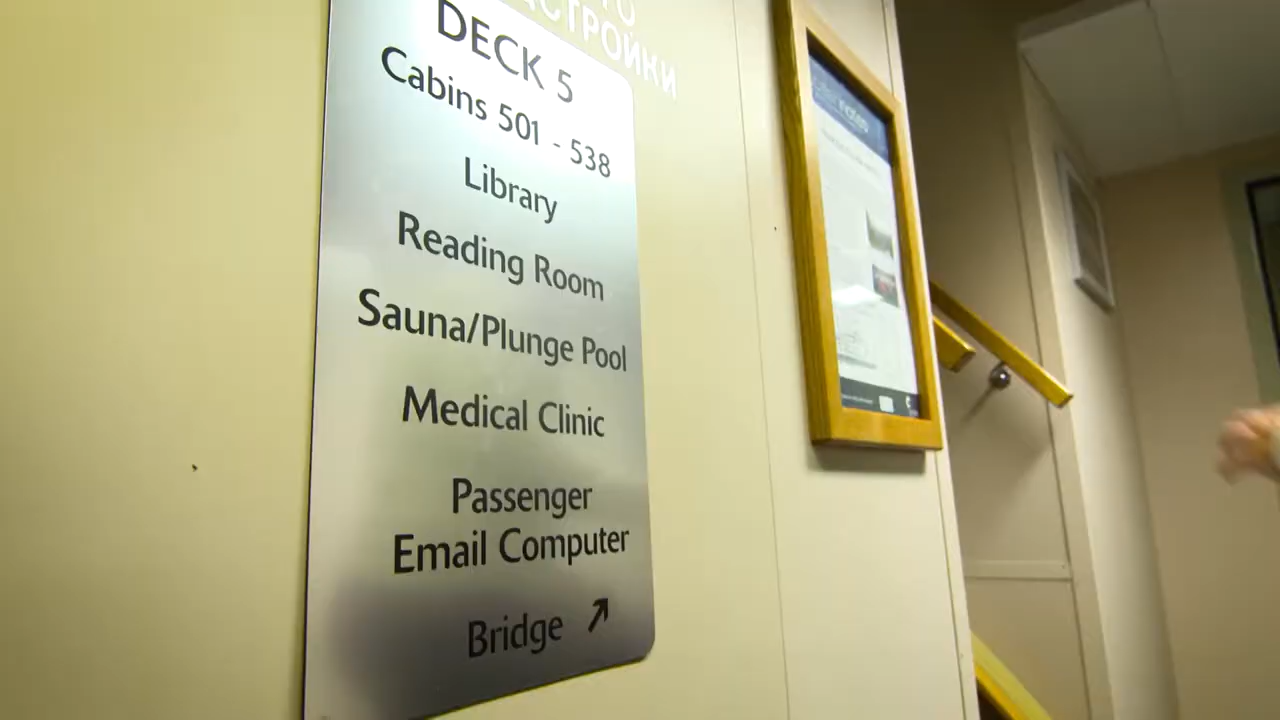 DECK 5
Cabins 501 - 538
Library
Reading Room
Sauna/Plunge Pool
Medical Clinic
Passenger
Email Computer
Bridge ↗